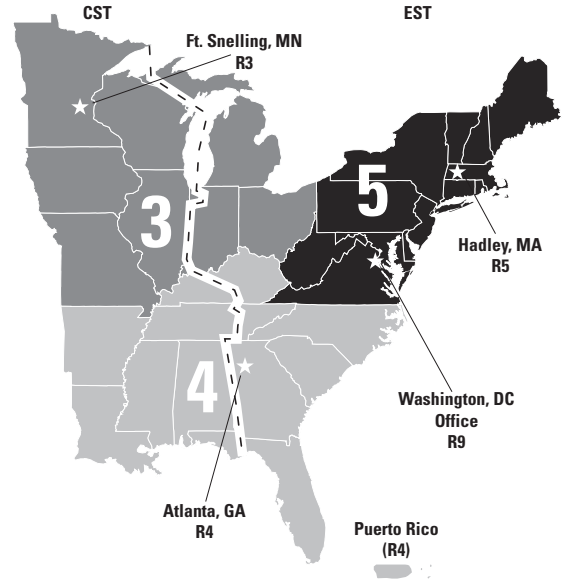 CST
EST
Ft. Snelling, MN
R3
5
3
Hadley, MA
R5
4
Washington, DC
Office
R9
Atlanta, GA
R4
Puerto Rico
(R4)